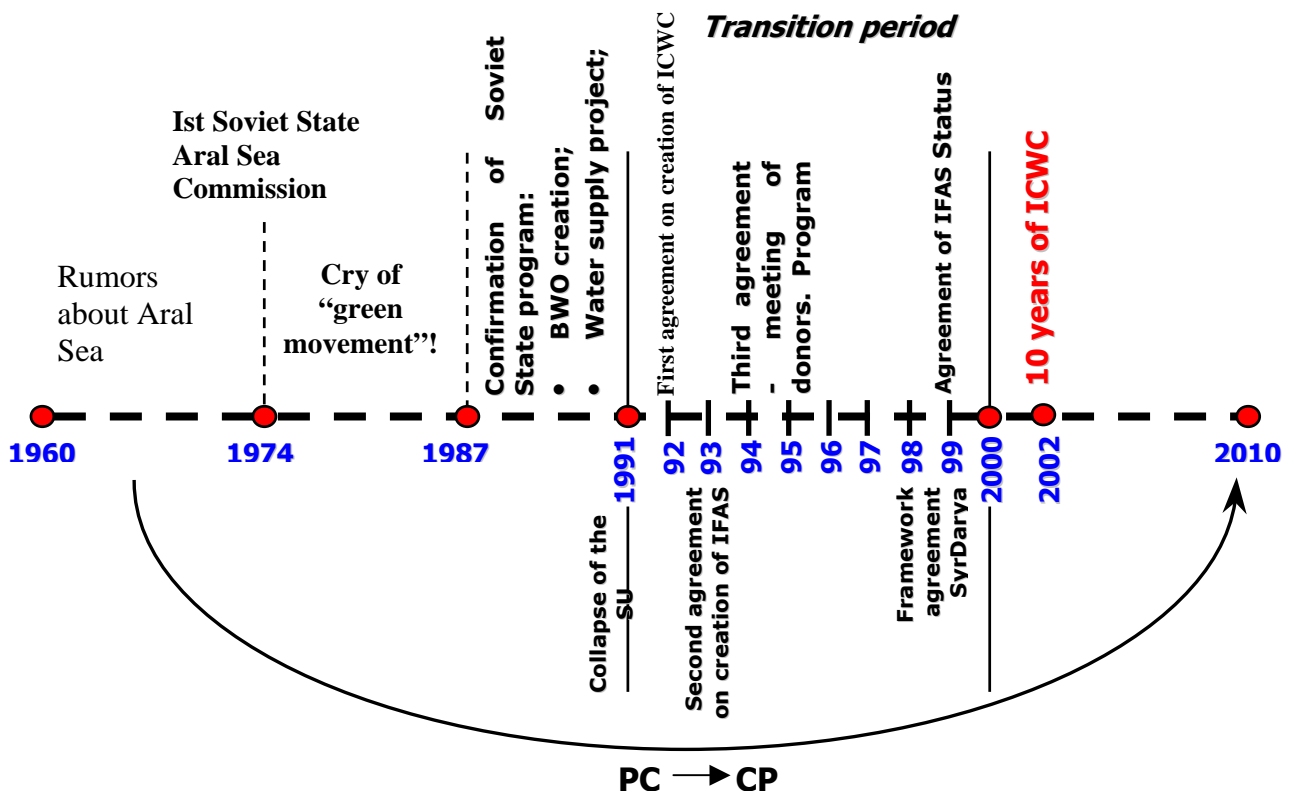 Transition period
Ist Soviet State
Aral Sea
Commission
Rumors
about Aral
Sea
Cry of
“green
movement”!
Confirmation of Soviet
State program:
• BWO creation;
• Water supply project;
First agreement on creation of ICWC
Third agreement
- meeting of
donors. Program
Agreement of IFAS Status
10 years of ICWC
1960
1974
1987
1991
92
93
94
95
96
97
98
99
2000
2002
2010
Collapse of the
SU
Second agreement
on creation of IFAS
Framework
agreement
SyrDarya
PC → CP